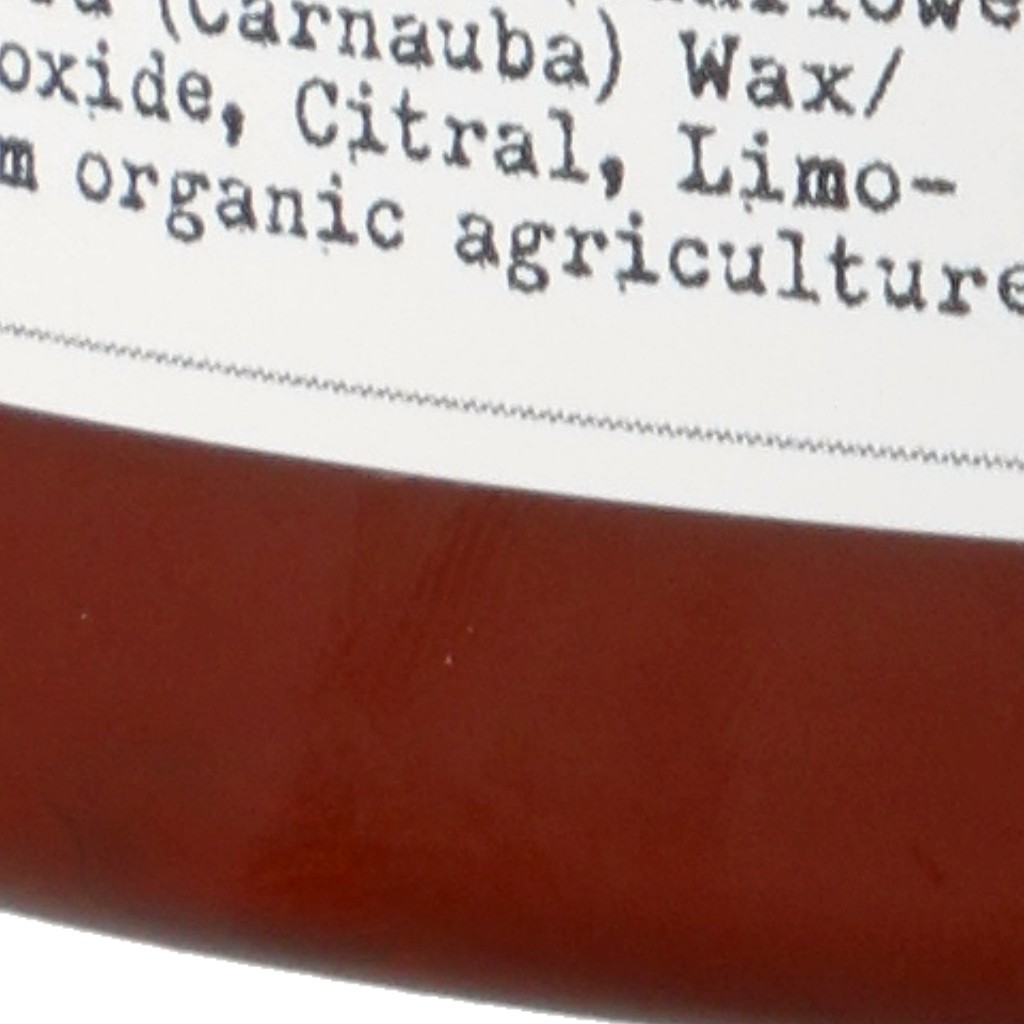 (Carnauba) Wax/
oxide, Citral, Limo-
organic agriculture